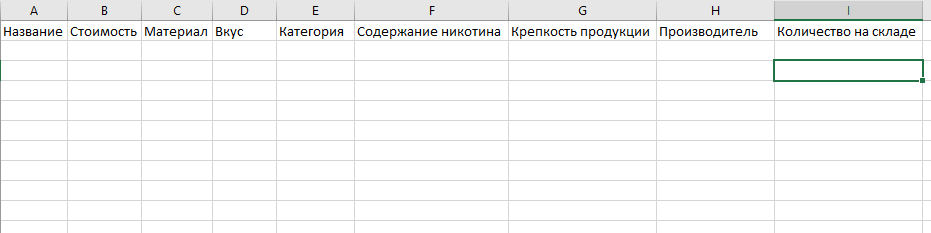 A B C D E F G H I
Название Стоимость Материал Вкус Категория Содержание никотина Крепкость продукции Производитель Количество на складе